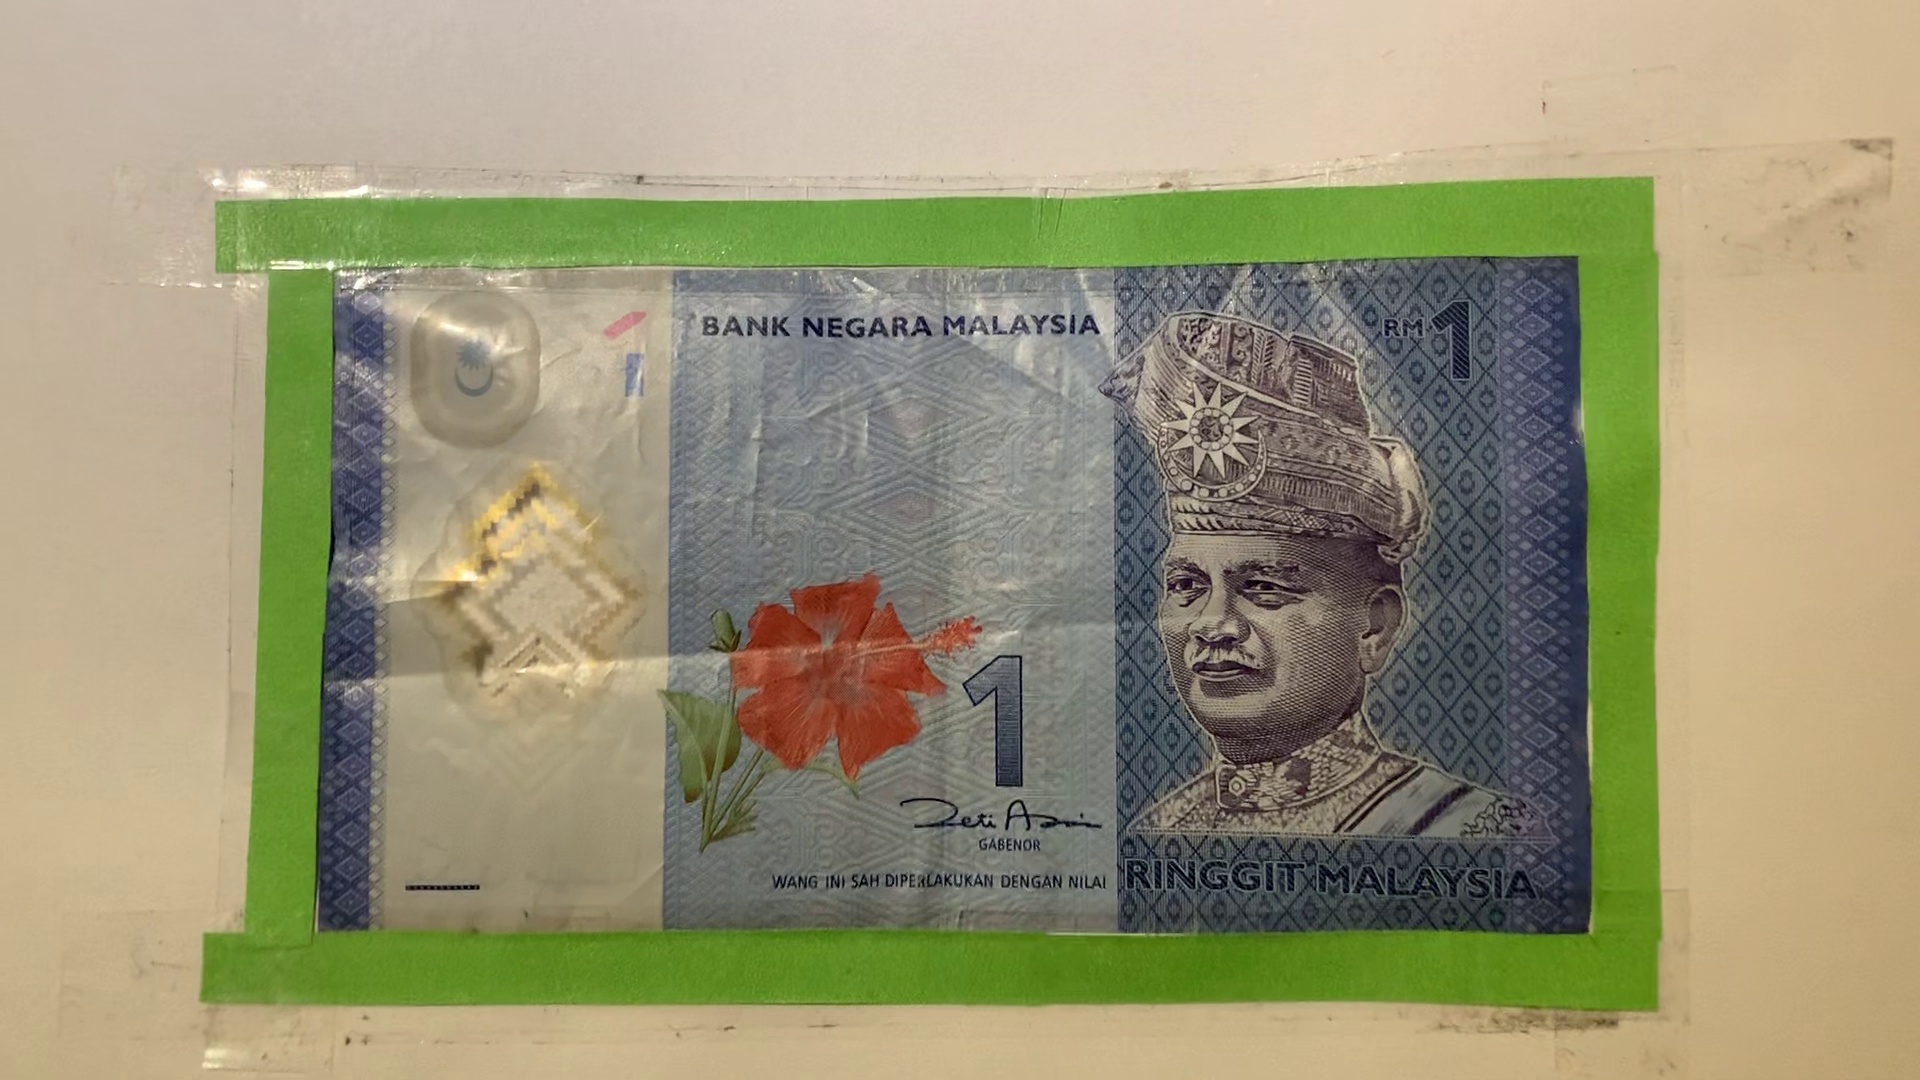 BANK NEGARA MALAYSIA
RM 1
1
Zeti Aziz
GABENOR
WANG INI SAH DIPERLAKUKAN DENGAN NILAI
RINGGIT MALAYSIA